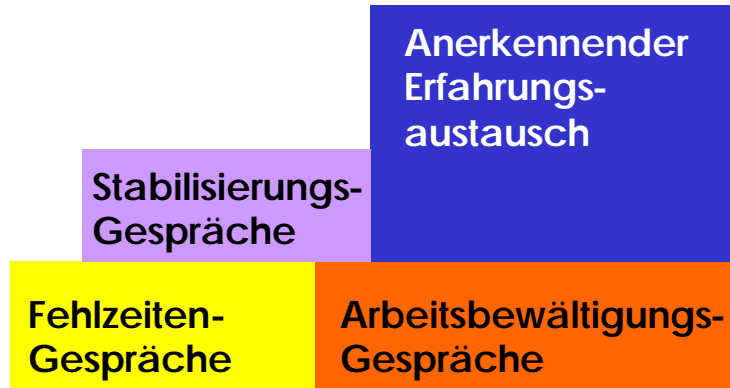 Anerkennender
Erfahrungs-
austausch
Stabilisierungs-
Gespräche
Fehlzeiten-
Gespräche
Arbeitsbewältigungs-
Gespräche